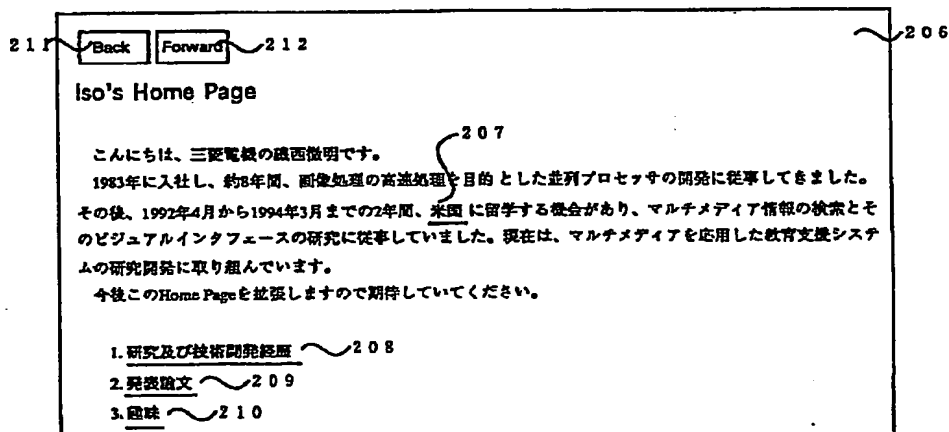 211 Back Forward 212 206
Iso's Home Page
207
こんにちは、三菱電機の磯西徹明です。
1983年に入社し、約8年間、画像処理の高速処理を目的とした並列プロセッサの開発に従事してきました。
その後、1992年4月から1994年3月までの2年間、米国に留学する機会があり、マルチメディア情報の検索とそ
のビジュアルインタフェースの研究に従事していました。現在は、マルチメディアを応用した教育支援システ
ムの研究開発に取り組んでいます。
今後このHome Pageを拡張しますので期待していてください。
1. 研究及び技術開発経歴 208
2. 発表論文 209
3. 趣味 210